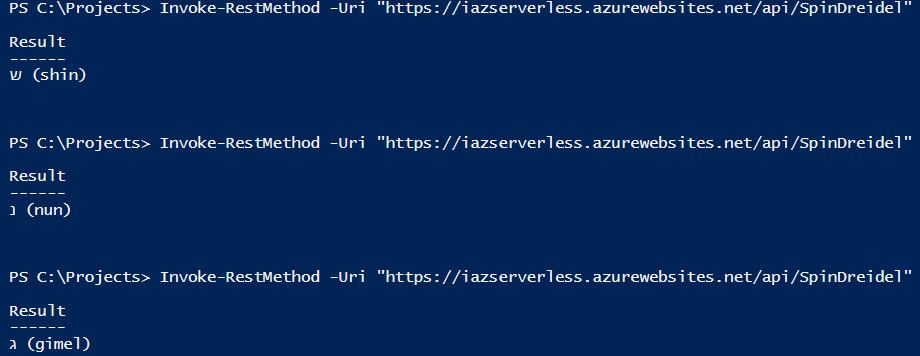 PS C:\Projects> Invoke-RestMethod -Uri "https://iazserverless.azurewebsites.net/api/SpinDreidel"
Result
------
ש (shin)
PS C:\Projects> Invoke-RestMethod -Uri "https://iazserverless.azurewebsites.net/api/SpinDreidel"
Result
------
נ (nun)
PS C:\Projects> Invoke-RestMethod -Uri "https://iazserverless.azurewebsites.net/api/SpinDreidel"
Result
------
ג (gimel)